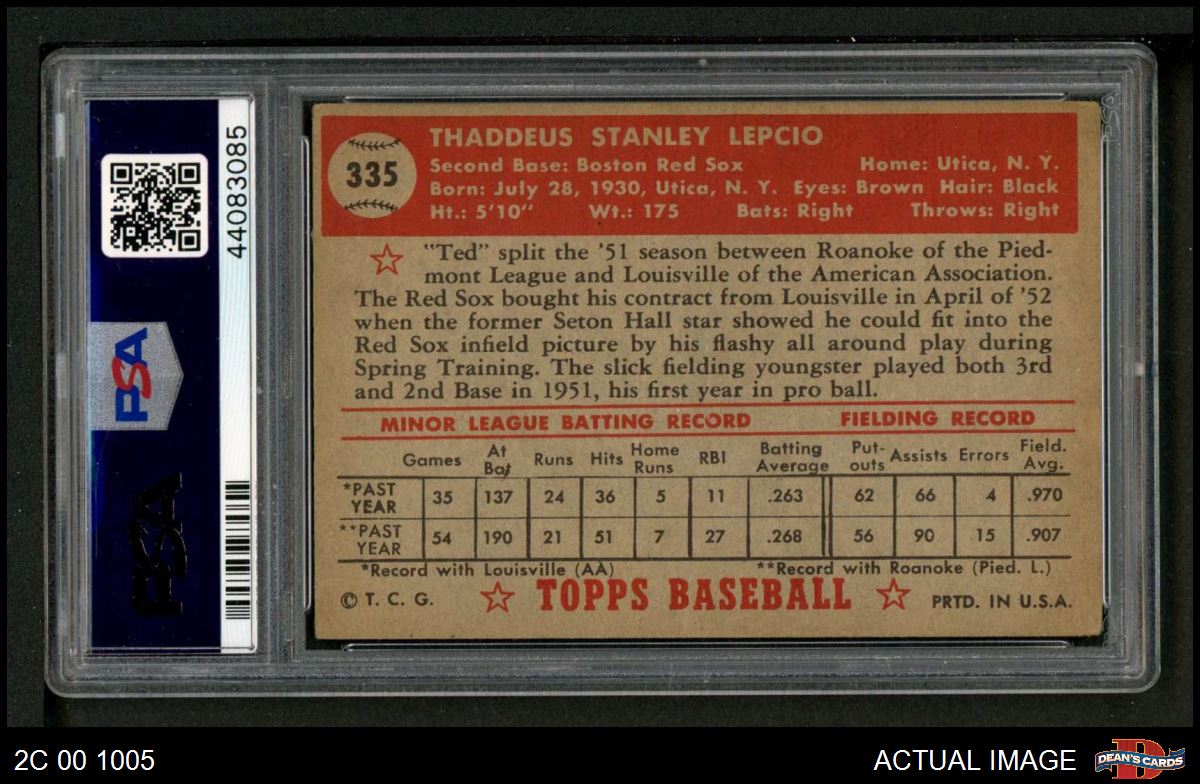 44083085
PSA
PSA
335
THADDEUS STANLEY LEPCIO
Second Base: Boston Red Sox Home: Utica, N. Y.
Born: July 28, 1930, Utica, N. Y. Eyes: Brown Hair: Black
Ht.: 5'10" Wt.: 175 Bats: Right Throws: Right
"Ted" split the '51 season between Roanoke of the Pied-
mont League and Louisville of the American Association.
The Red Sox bought his contract from Louisville in April of '52
when the former Seton Hall star showed he could fit into the
Red Sox infield picture by his flashy all around play during
Spring Training. The slick fielding youngster played both 3rd
and 2nd Base in 1951, his first year in pro ball.
MINOR LEAGUE BATTING RECORD FIELDING RECORD
Games At Bat Runs Hits Home Runs RBI Batting Average Put-outs Assists Errors Field. Avg.
*PAST YEAR 35 137 24 36 5 11 .263 62 66 4 .970
**PAST YEAR 54 190 21 51 7 27 .268 56 90 15 .907
*Record with Louisville (AA) **Record with Roanoke (Pied. L.)
© T. C. G. TOPPS BASEBALL PRTD. IN U.S.A.
2C 00 1005 ACTUAL IMAGE DEAN'S CARDS